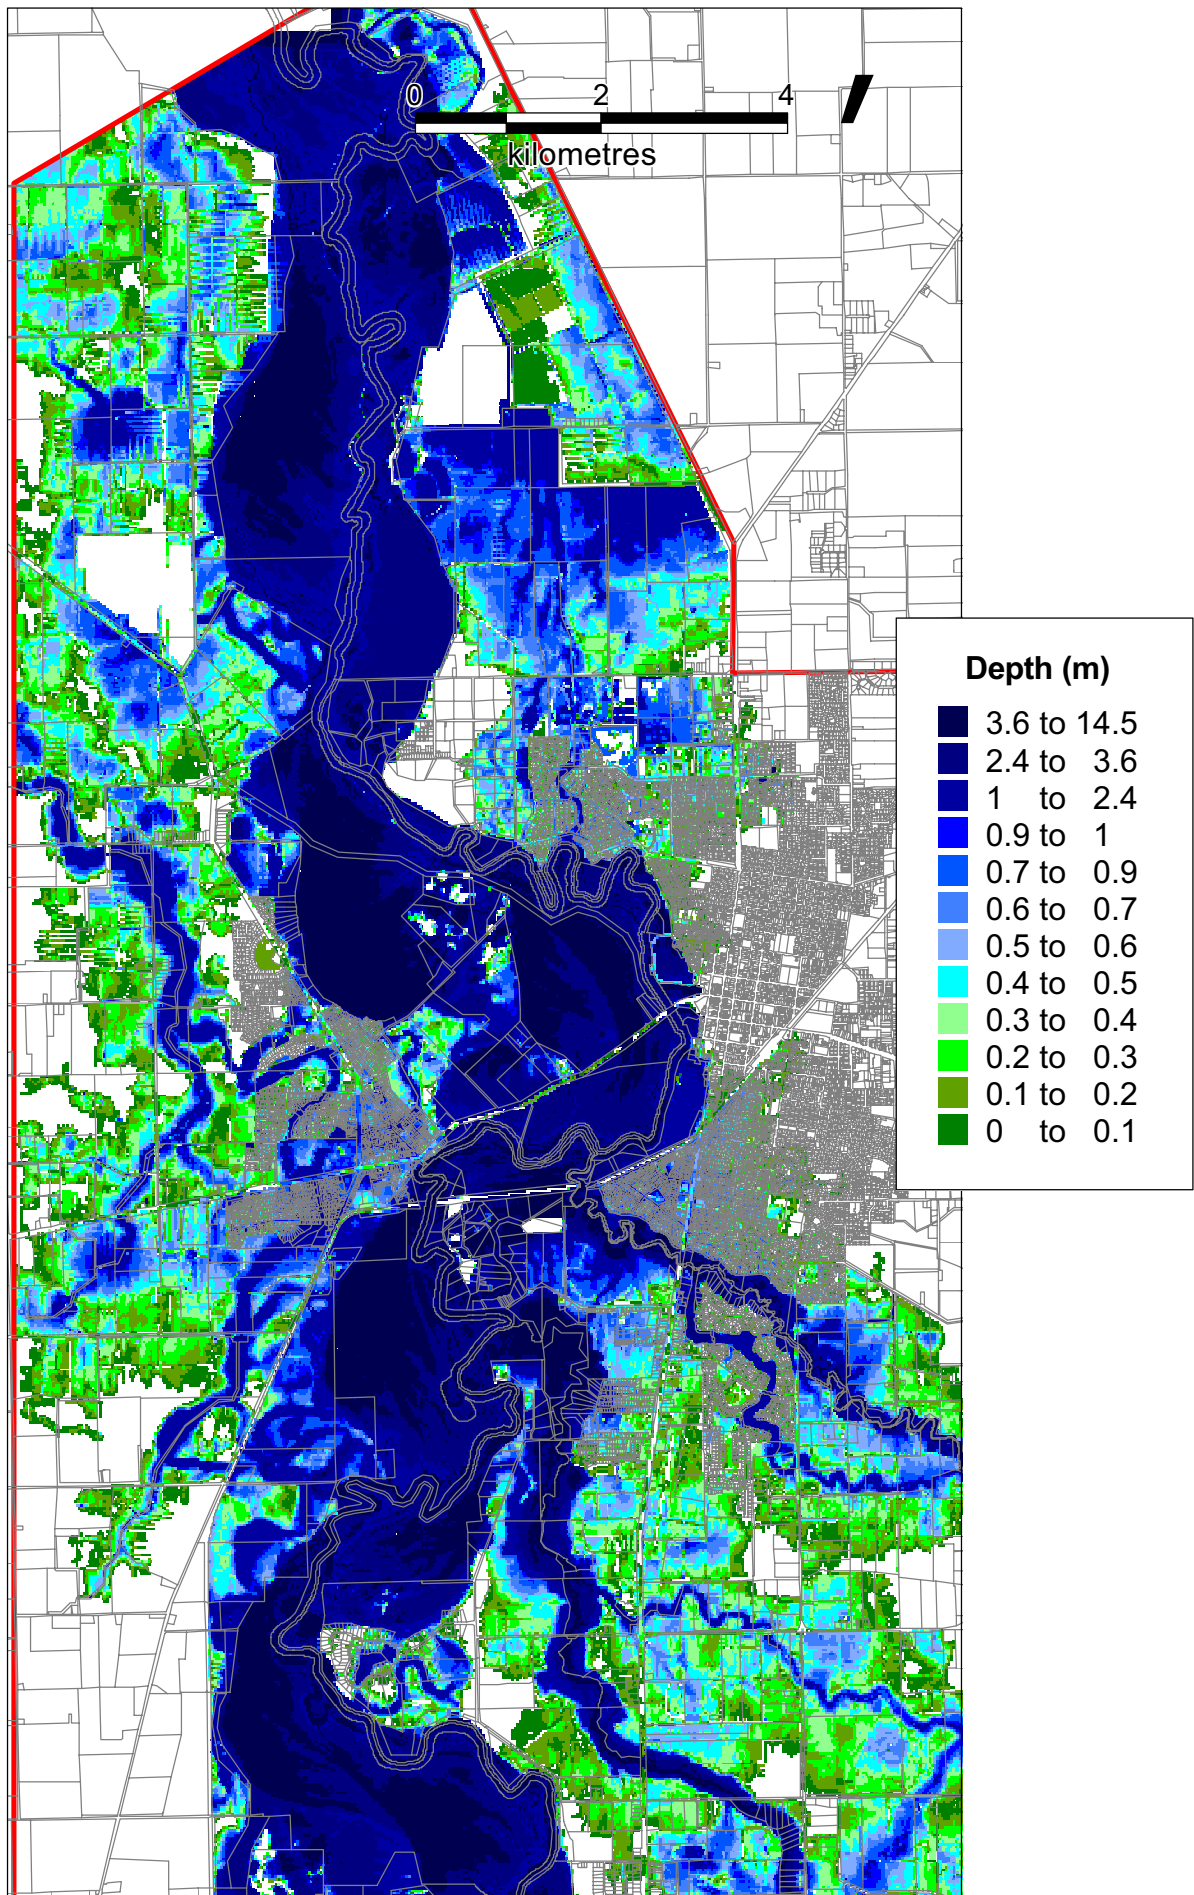 0 2 4
kilometres
Depth (m)
3.6 to 14.5
2.4 to 3.6
1 to 2.4
0.9 to 1
0.7 to 0.9
0.6 to 0.7
0.5 to 0.6
0.4 to 0.5
0.3 to 0.4
0.2 to 0.3
0.1 to 0.2
0 to 0.1